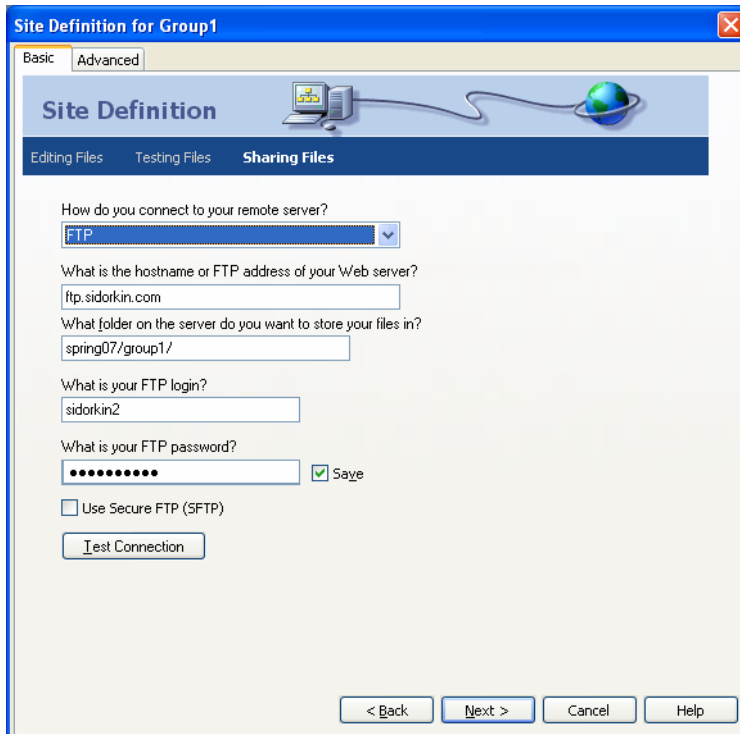 Site Definition for Group1
Basic Advanced
Site Definition
Editing Files Testing Files Sharing Files
How do you connect to your remote server?
FTP
What is the hostname or FTP address of your Web server?
ftp.sidorkin.com
What folder on the server do you want to store your files in?
spring07/group1/
What is your FTP login?
sidorkin2
What is your FTP password?
●●●●●●●●●●
Save
Use Secure FTP (SFTP)
Test Connection
< Back Next > Cancel Help